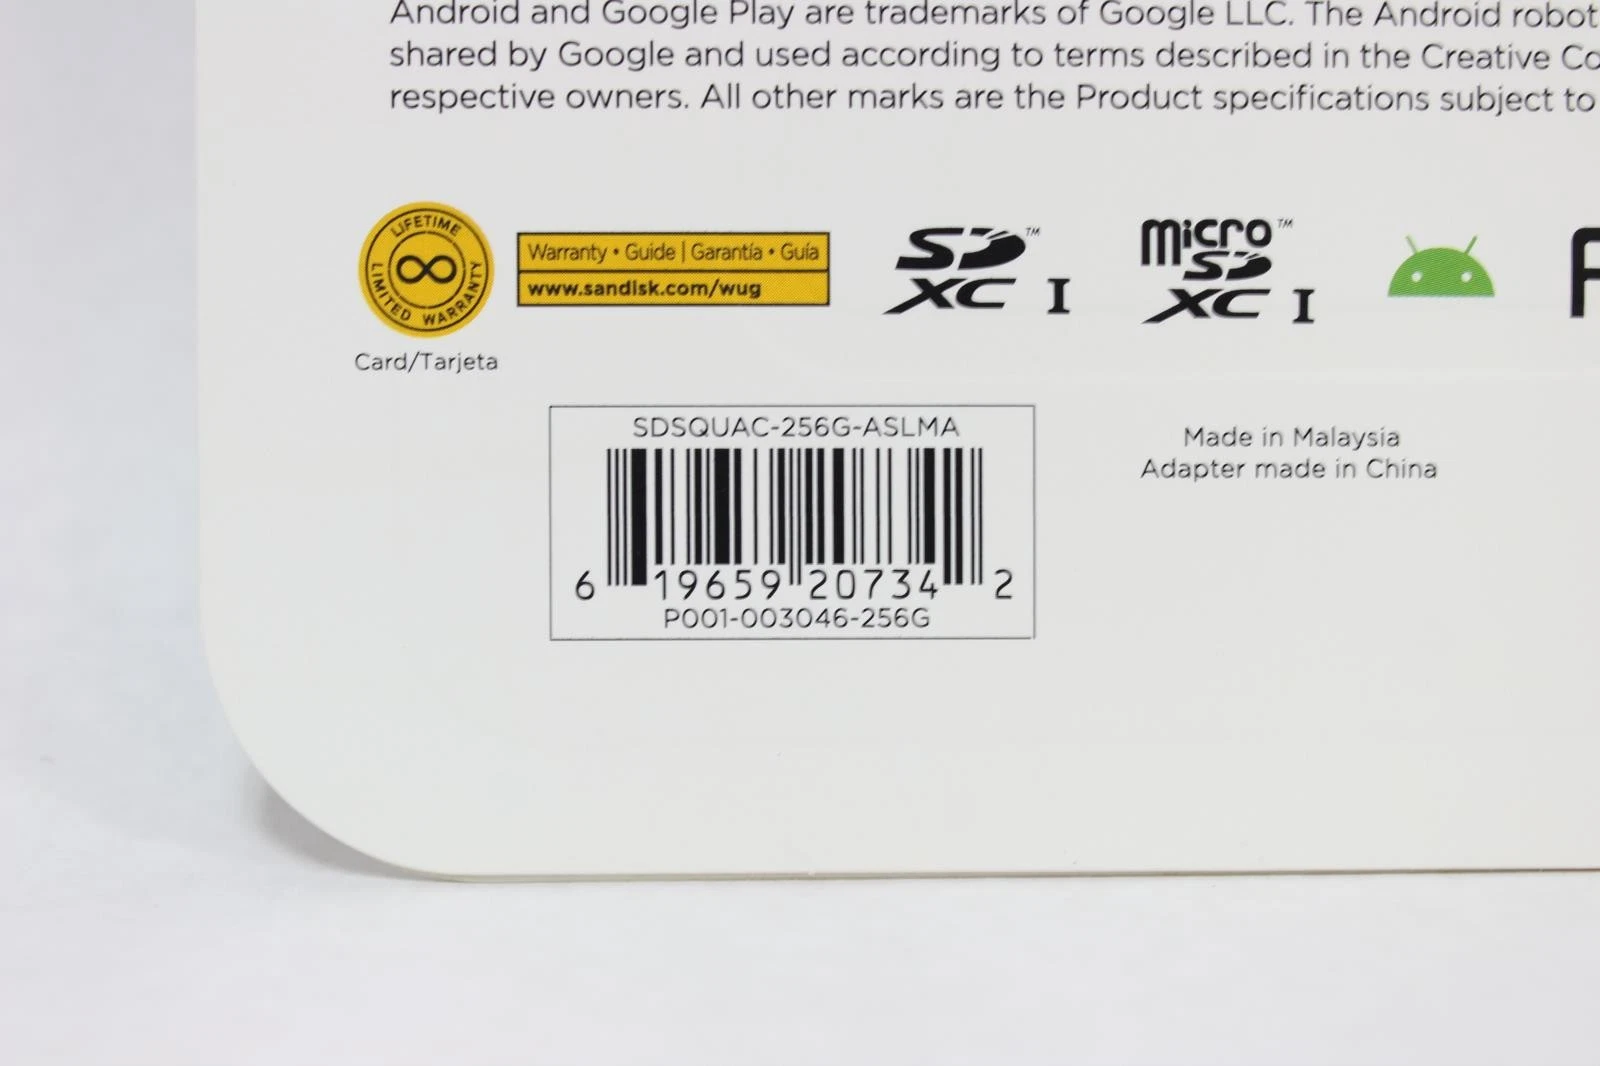 Android and Google Play are trademarks of Google LLC. The Android robot
shared by Google and used according to terms described in the Creative Co
respective owners. All other marks are the Product specifications subject to
LIFETIME LIMITED WARRANTY
Card/Tarjeta
Warranty • Guide | Garantía • Guía
www.sandisk.com/wug
SD™
XC I
micro™
SD
XC I
SDSQUAC-256G-ASLMA
6 19659 20734 2
P001-003046-256G
Made in Malaysia
Adapter made in China